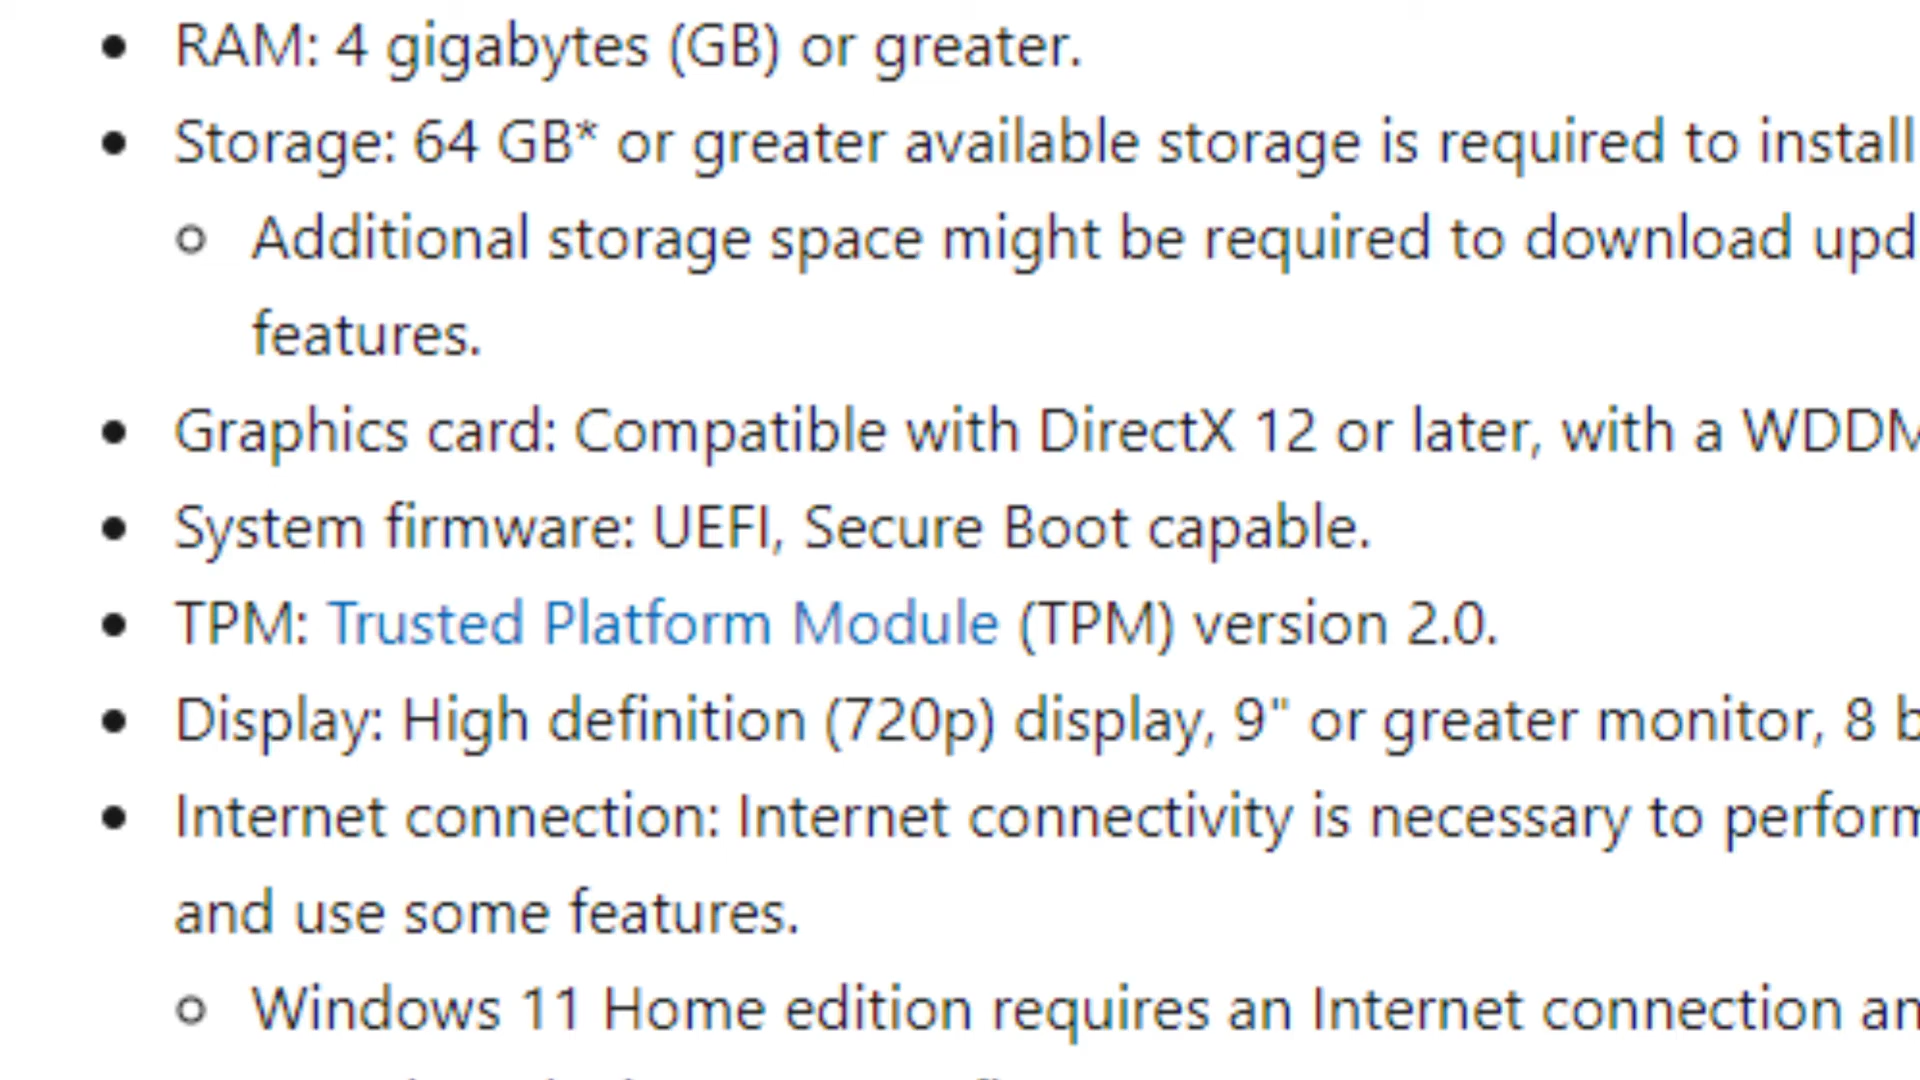 • RAM: 4 gigabytes (GB) or greater.
• Storage: 64 GB* or greater available storage is required to install
○ Additional storage space might be required to download upd
features.
• Graphics card: Compatible with DirectX 12 or later, with a WDDM
• System firmware: UEFI, Secure Boot capable.
• TPM: Trusted Platform Module (TPM) version 2.0.
• Display: High definition (720p) display, 9" or greater monitor, 8 b
• Internet connection: Internet connectivity is necessary to perform
and use some features.
○ Windows 11 Home edition requires an Internet connection an